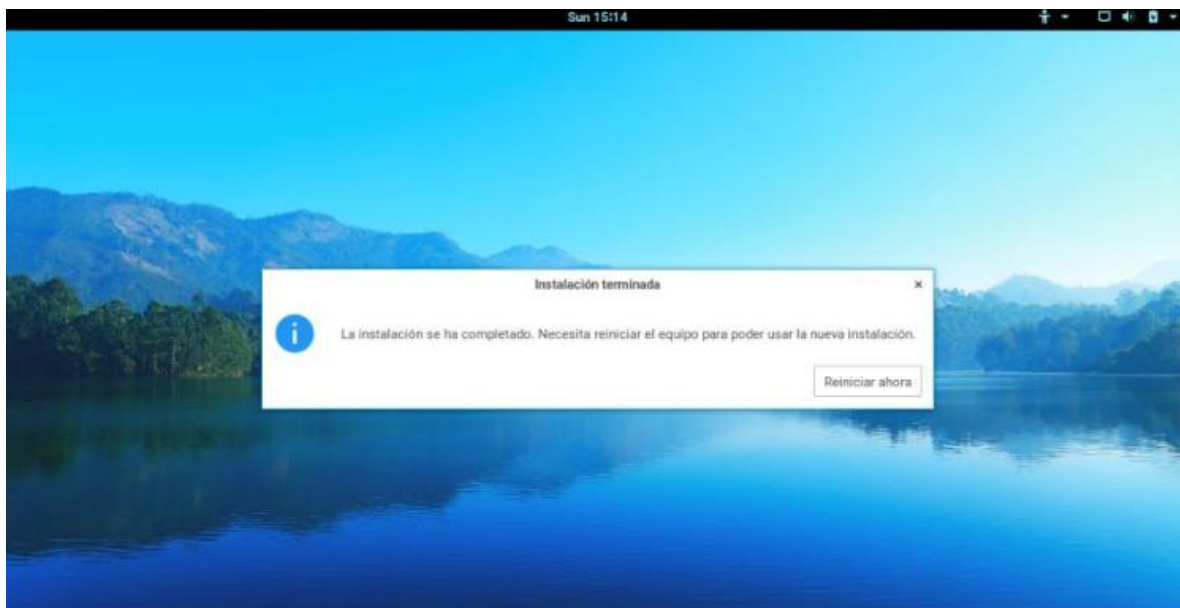 Sun 15:14
Instalación terminada
La instalación se ha completado. Necesita reiniciar el equipo para poder usar la nueva instalación.
Reiniciar ahora